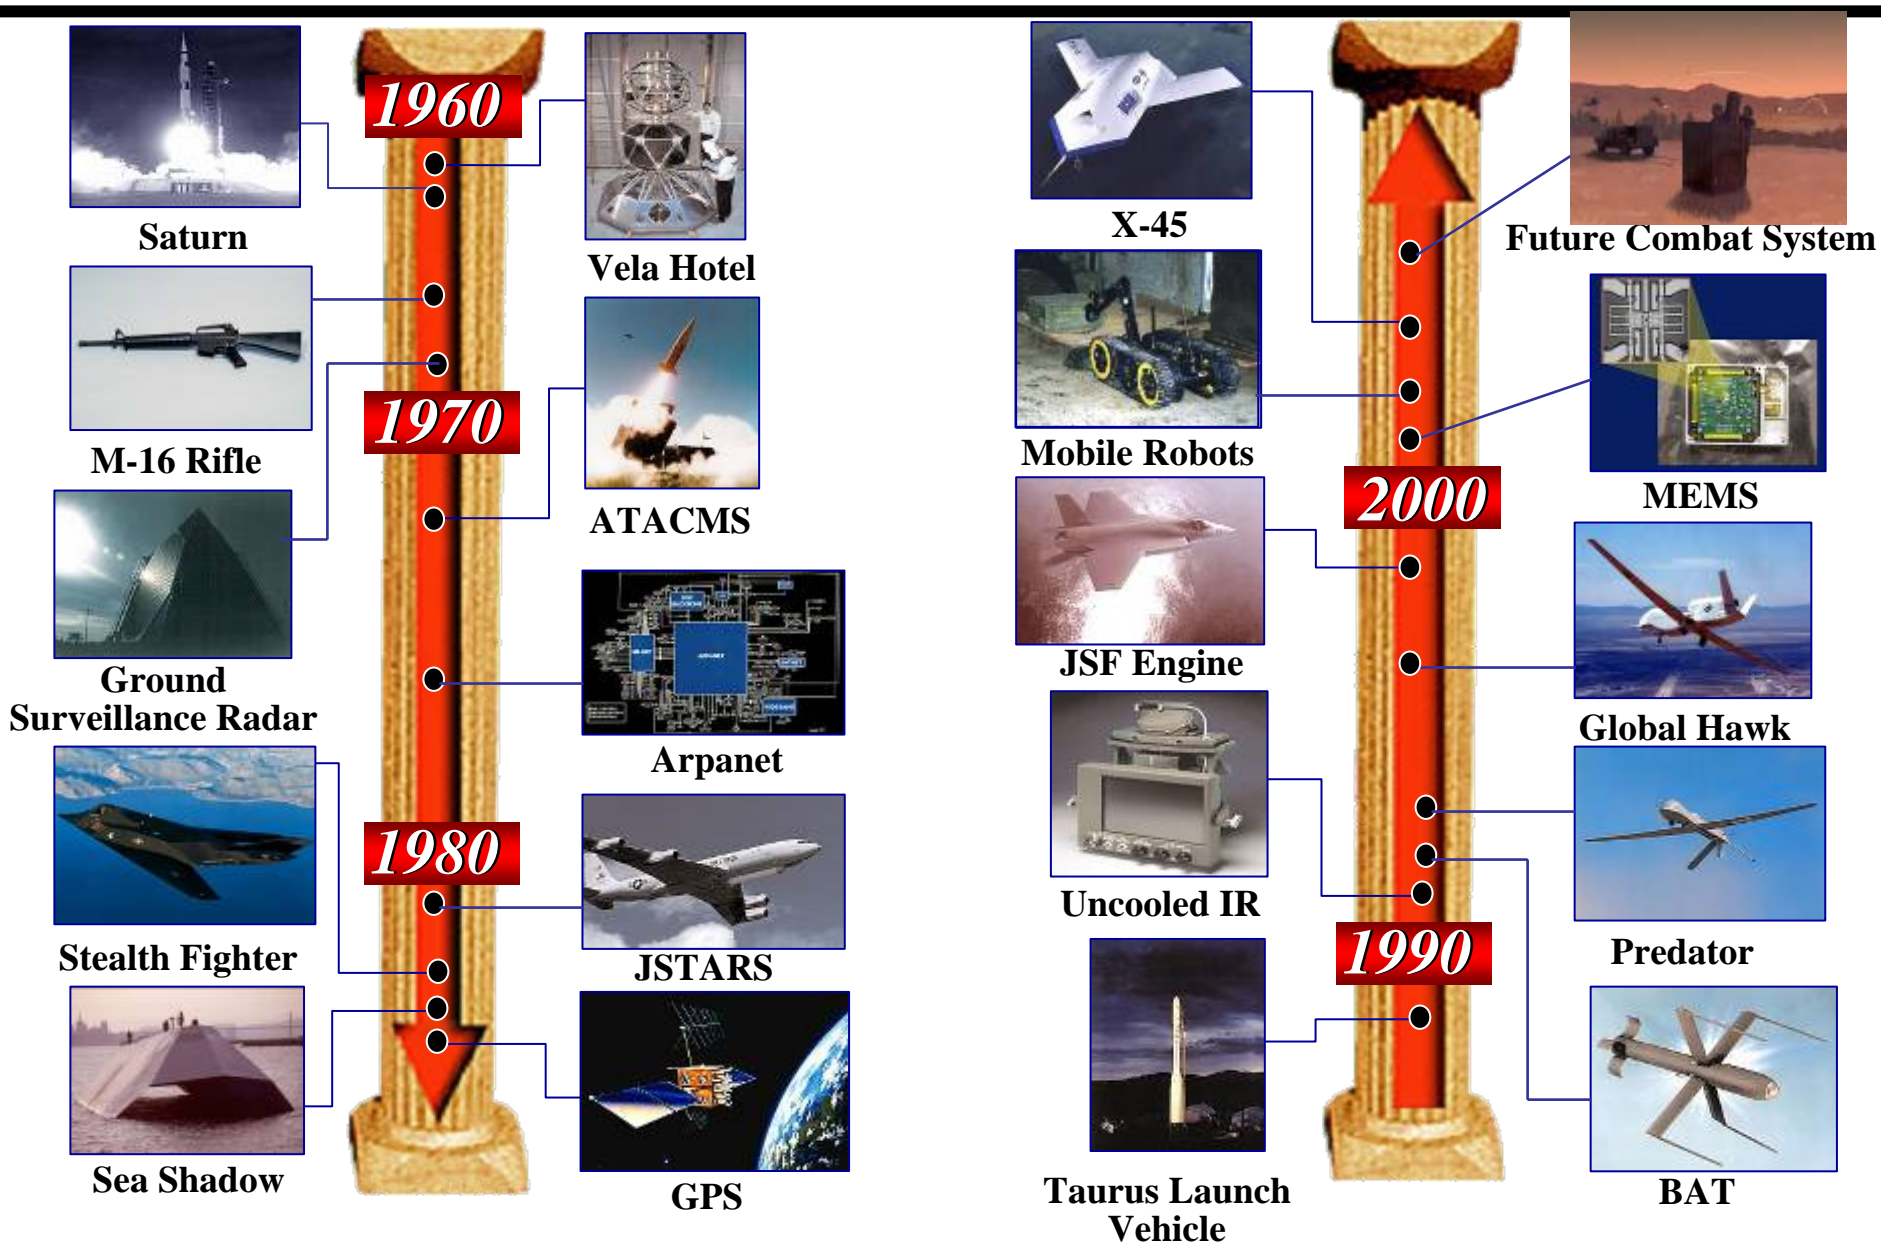 1960
Saturn
Vela Hotel
M-16 Rifle
1970
ATACMS
Ground
Surveillance Radar
Arpanet
1980
Stealth Fighter
JSTARS
Sea Shadow
GPS
X-45
Future Combat System
Mobile Robots
MEMS
2000
JSF Engine
Global Hawk
Uncooled IR
Predator
1990
Taurus Launch
Vehicle
BAT